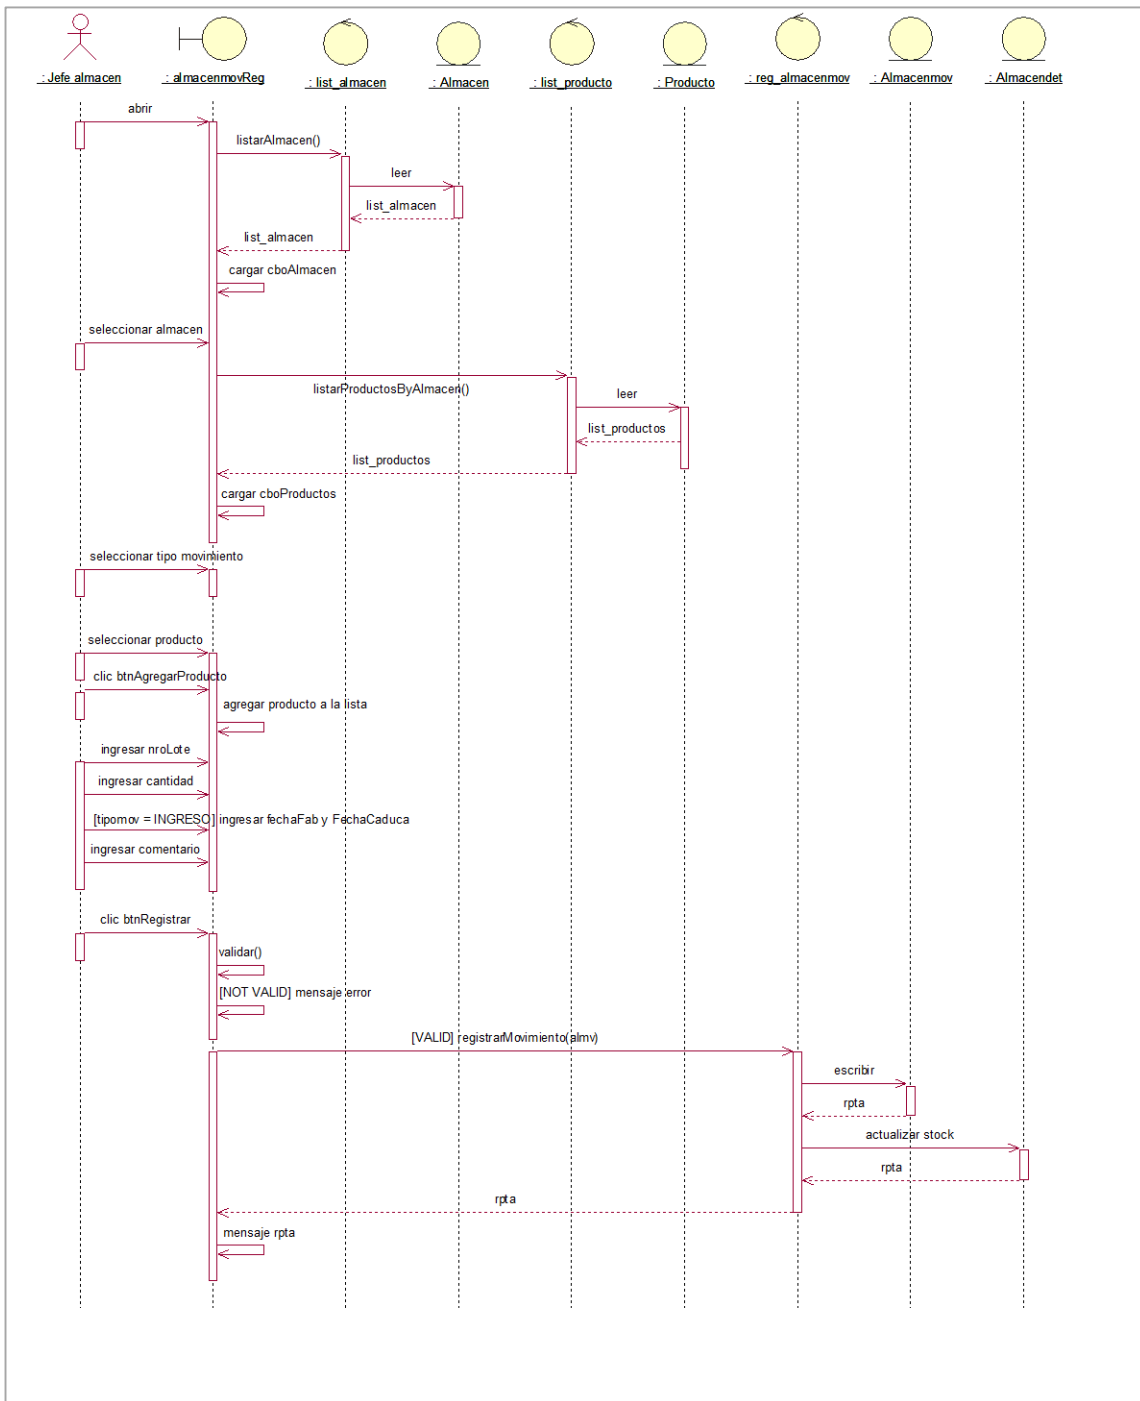 : Jefe almacen
: almacenmovReg
: list_almacen
: Almacen
: list_producto
: Producto
reg_almacenmov
: Almacenmov
: Almacendet
abrir
listarAlmacen()
leer
list_almacen
list_almacen
cargar cboAlmacen
seleccionar almacen
listarProductosByAlmacen()
leer
list_productos
list_productos
cargar cboProductos
seleccionar tipo movimiento
seleccionar producto
clic btnAgregarProducto
agregar producto a la lista
ingresar nroLote
ingresar cantidad
[tipomov = INGRESO] ingresar fechaFab y FechaCaduca
ingresar comentario
clic btnRegistrar
validar()
[NOT VALID] mensaje error
[VALID] registrarMovimiento(almv)
escribir
rpta
actualizar stock
rpta
rpta
mensaje rpta